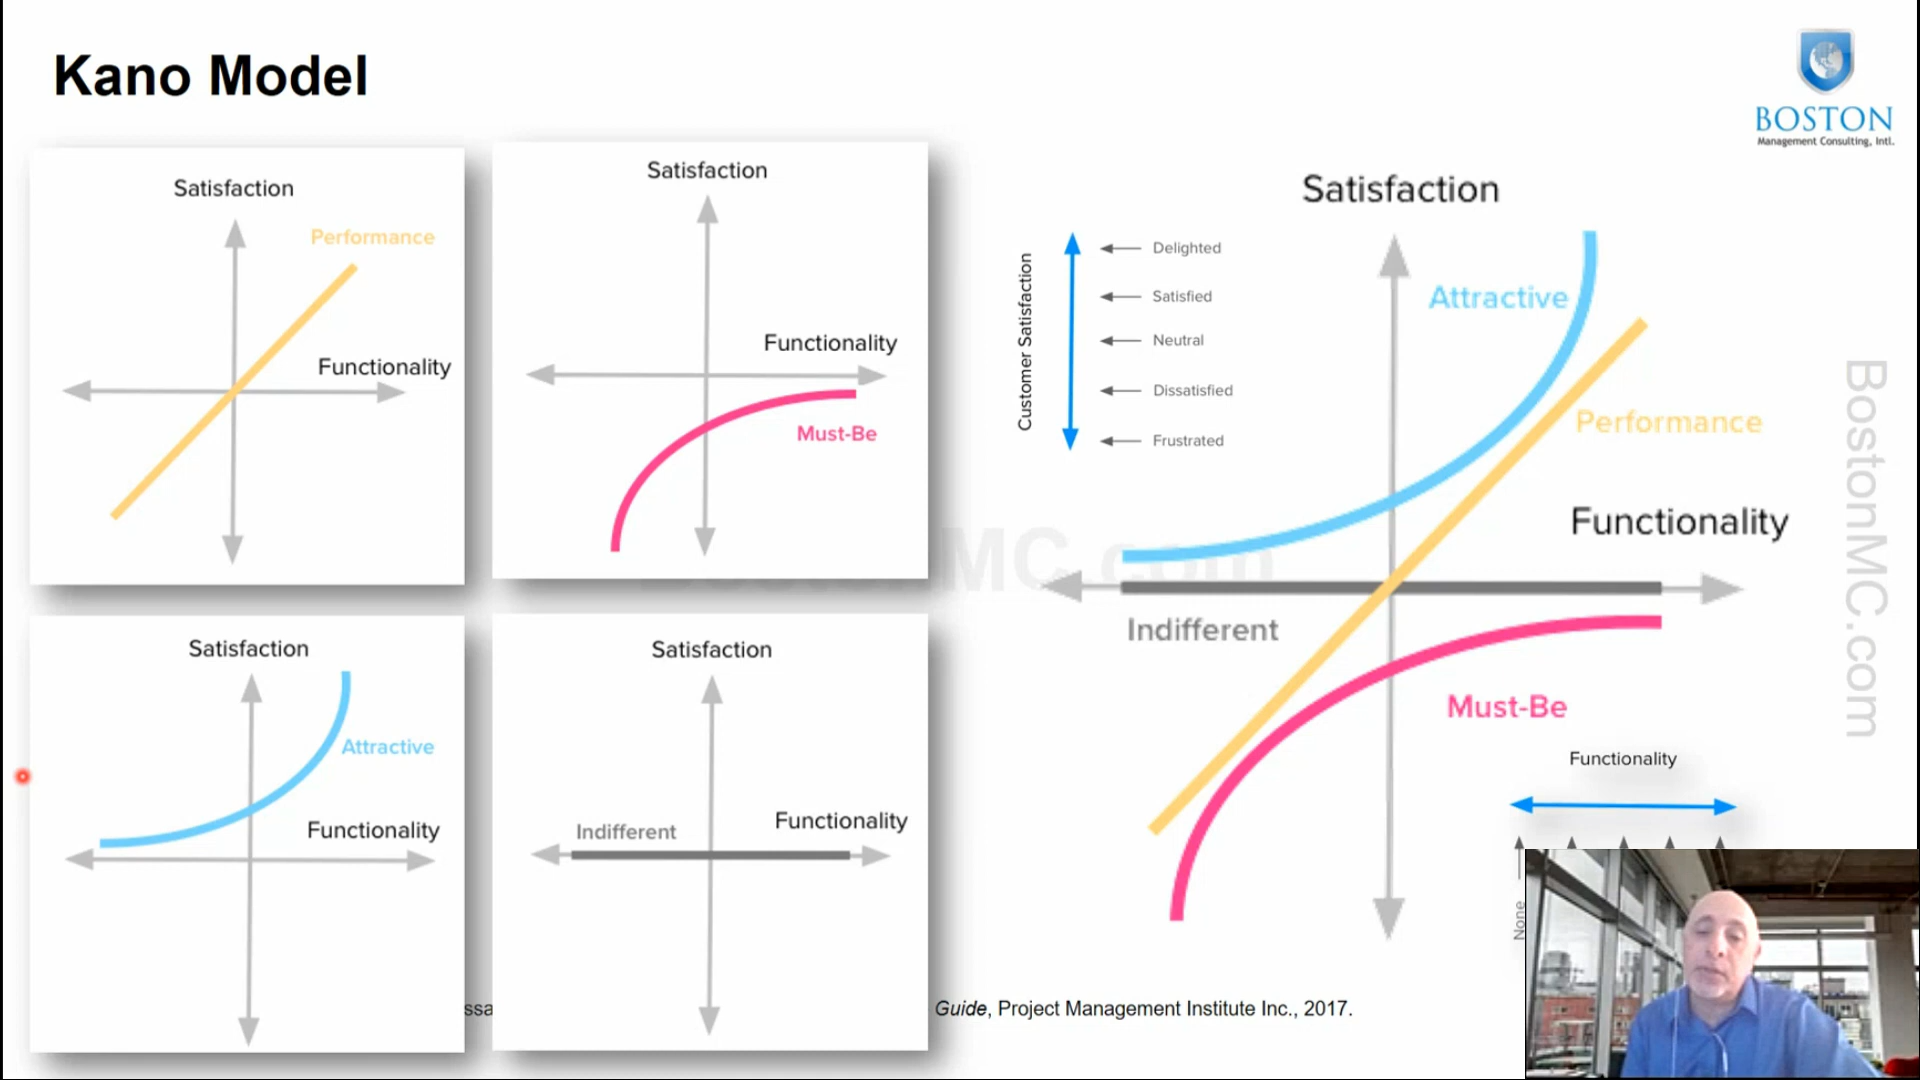 Kano Model
BOSTON
Management Consulting, Intl.
Satisfaction
Performance
Functionality
Satisfaction
Functionality
Must-Be
Satisfaction
Attractive
Functionality
Satisfaction
Indifferent
Functionality
Satisfaction
Customer Satisfaction
Delighted
Satisfied
Neutral
Dissatisfied
Frustrated
Attractive
Performance
Functionality
Indifferent
Must-Be
Functionality
None
BostonMC.com
MC.com
Guide, Project Management Institute Inc., 2017.